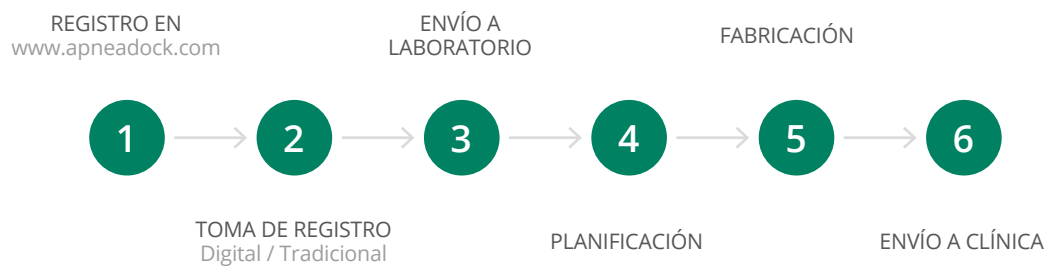 REGISTRO EN
www.apneadock.com
ENVÍO A
LABORATORIO
FABRICACIÓN
1
2
3
4
5
6
TOMA DE REGISTRO
Digital / Tradicional
PLANIFICACIÓN
ENVÍO A CLÍNICA